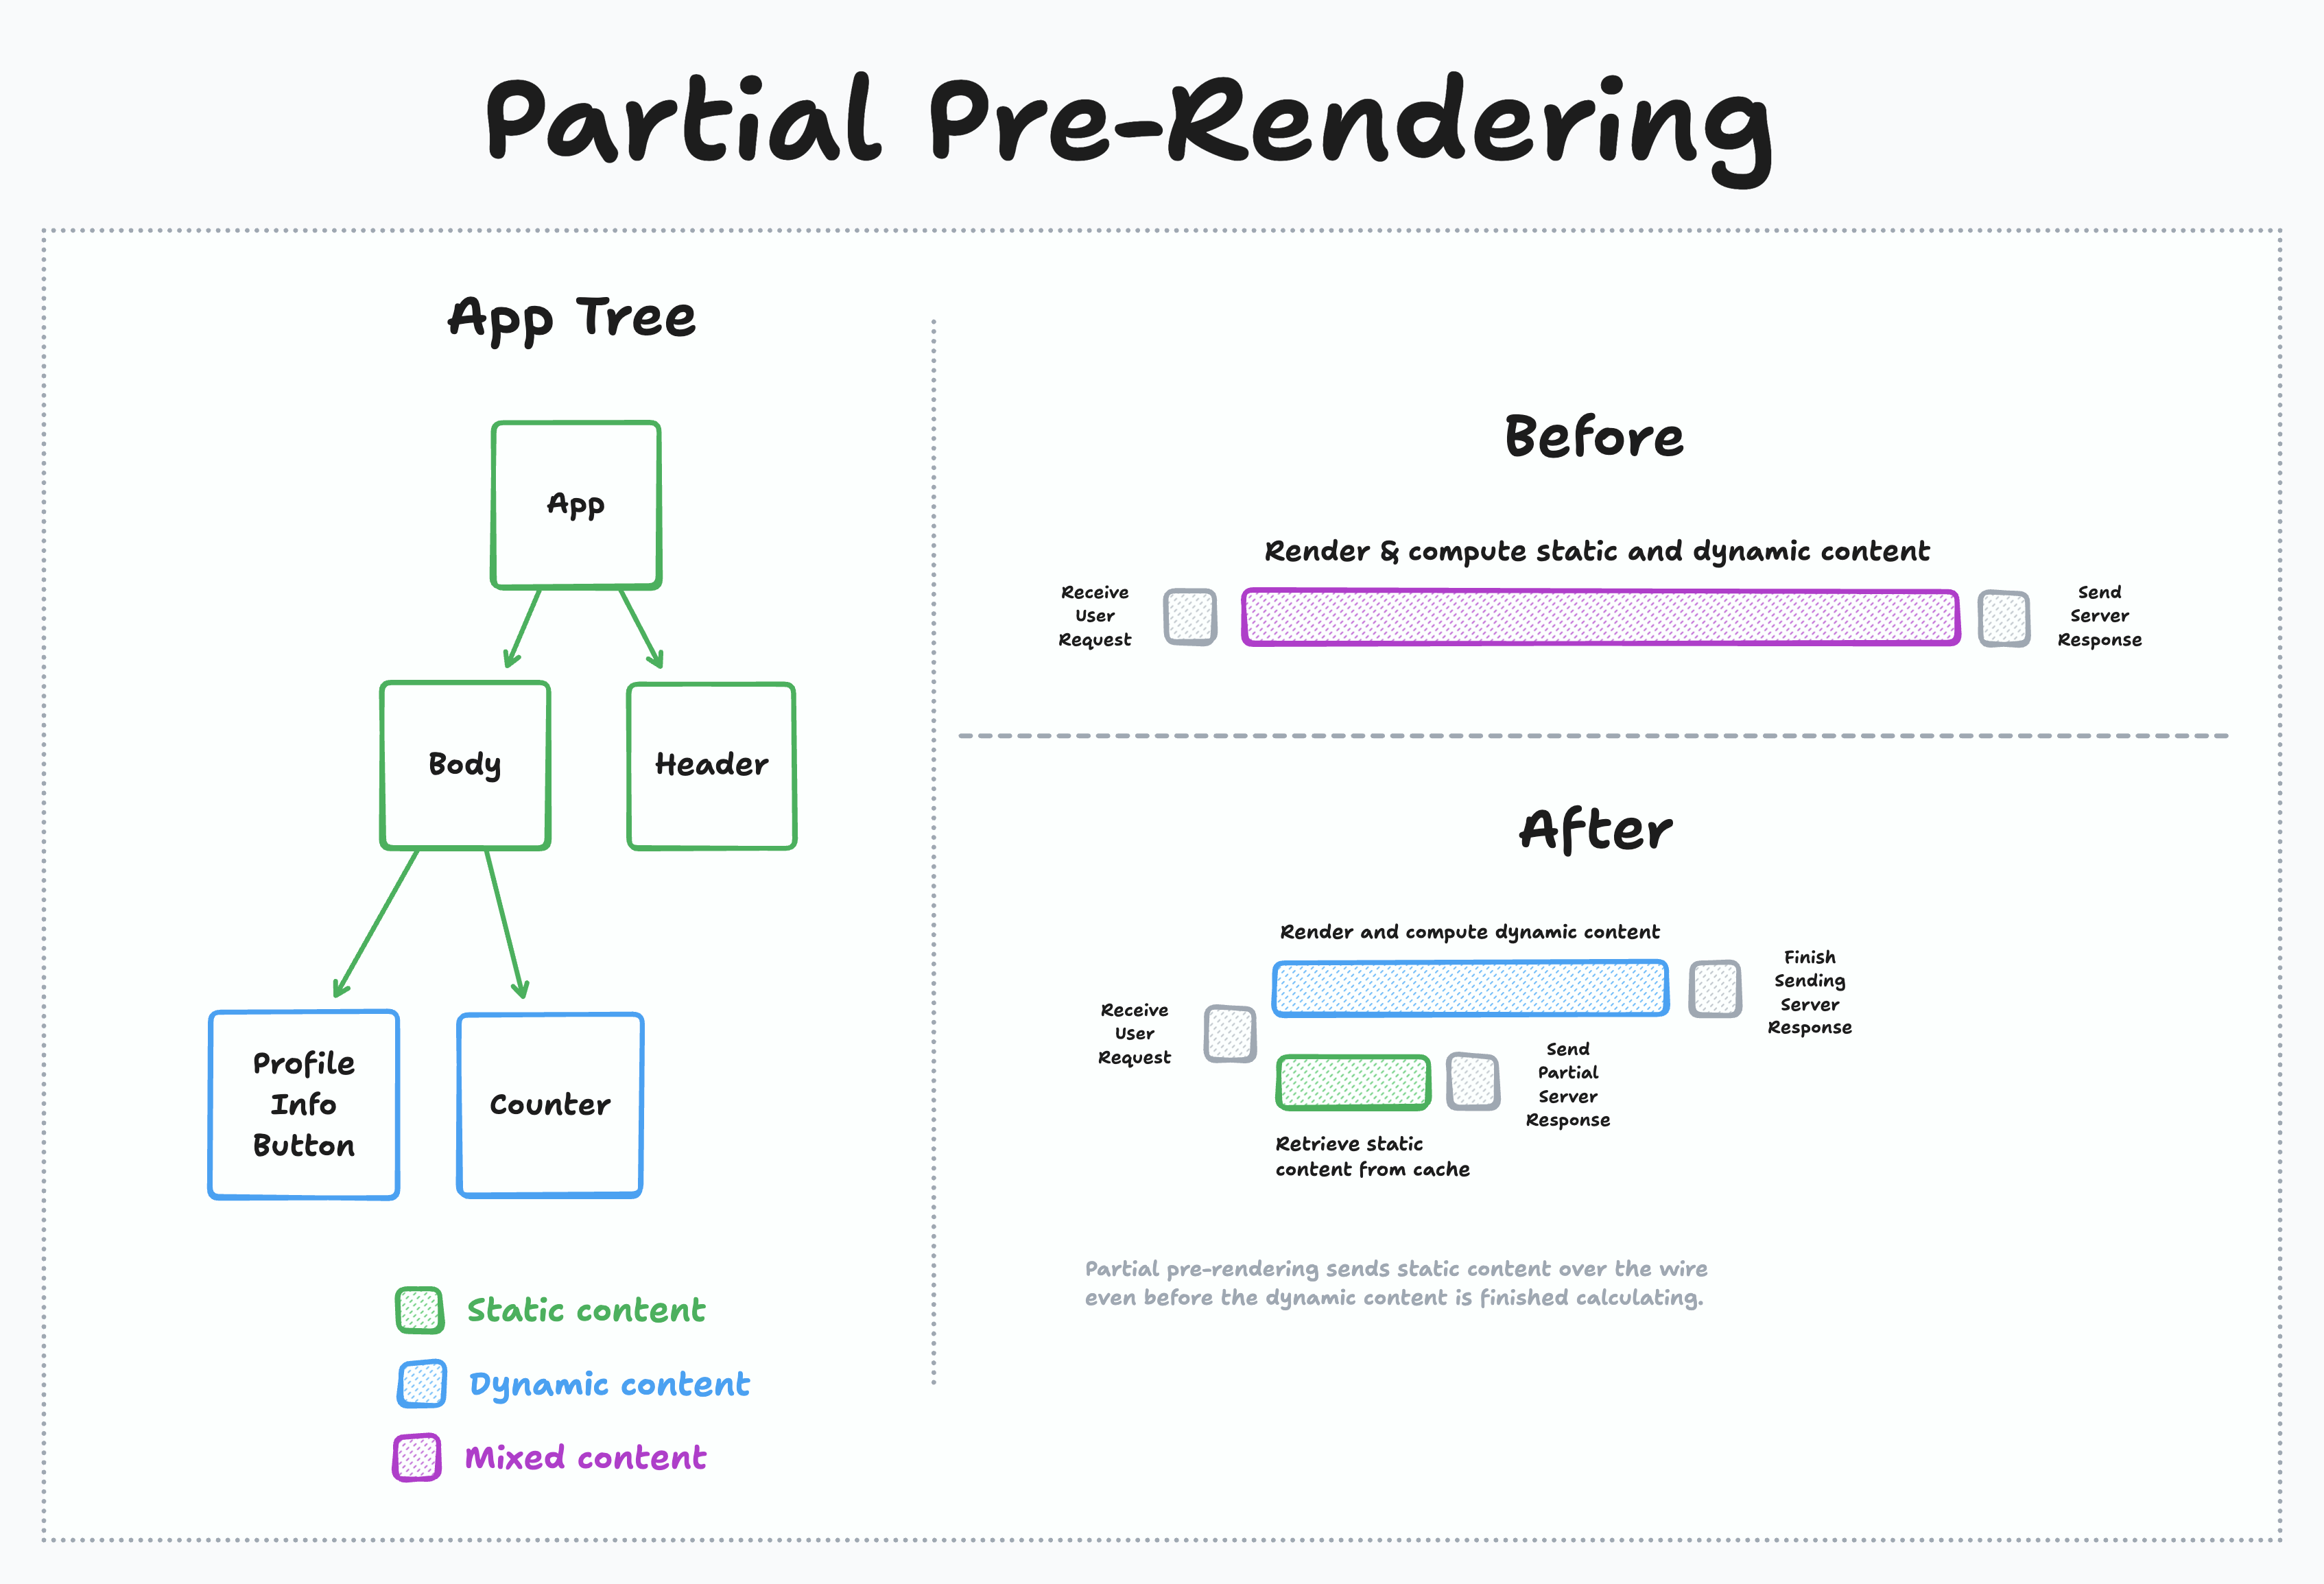 Partial Pre-Rendering
App Tree
App
Body
Header
Profile
Info
Button
Counter
Static content
Dynamic content
Mixed content
Before
Render & compute static and dynamic content
Receive
User
Request
Send
Server
Response
After
Render and compute dynamic content
Receive
User
Request
Finish
Sending
Server
Response
Send
Partial
Server
Response
Retrieve static
content from cache
Partial pre-rendering sends static content over the wire
even before the dynamic content is finished calculating.